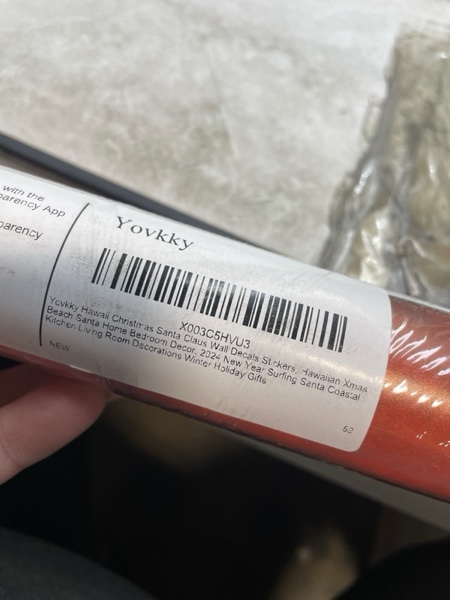 with the
parency App
parency
Yovkky
X003C5HVU3
Yovkky Hawaii Christmas Santa Claus Wall Decals Stickers, Hawaiian Xmas
Beach Santa Home Bedroom Decor, 2024 New Year Surfing Santa Coastal
Kitchen Living Room Decorations Winter Holiday Gifts
NEW
52